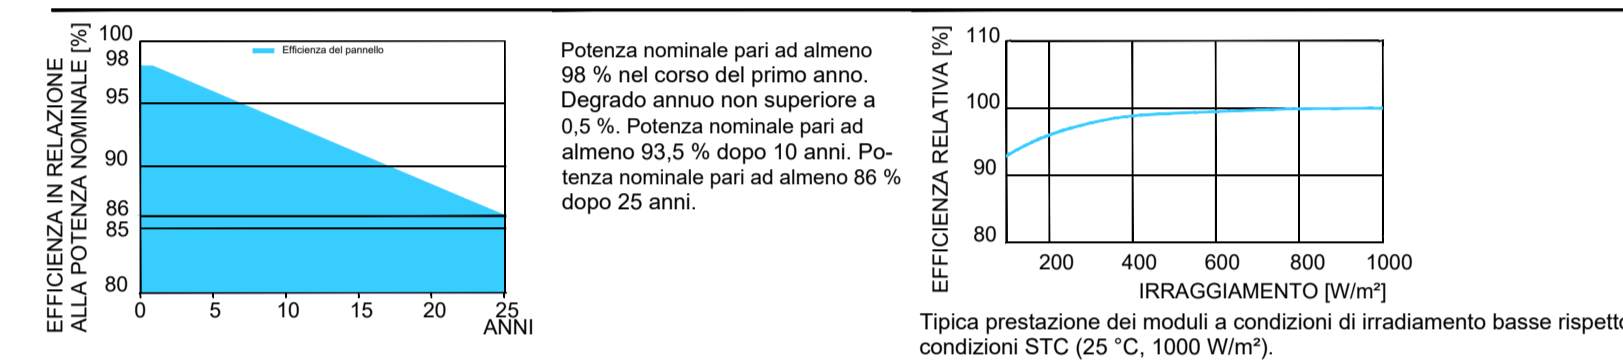 EFFICIENZA IN RELAZIONE
ALLA POTENZA NOMINALE [%]
100
98
95
90
86
85
80
Efficienza del pannello
0
5
10
15
20
25
ANNI
Potenza nominale pari ad almeno
98 % nel corso del primo anno.
Degrado annuo non superiore a
0,5 %. Potenza nominale pari ad
almeno 93,5 % dopo 10 anni. Po-
tenza nominale pari ad almeno 86 %
dopo 25 anni.
EFFICIENZA RELATIVA [%]
110
100
90
80
200
400
600
800
1000
IRRAGGIAMENTO [W/m²]
Tipica prestazione dei moduli a condizioni di irradiamento basse rispetto
condizioni STC (25 °C, 1000 W/m²).